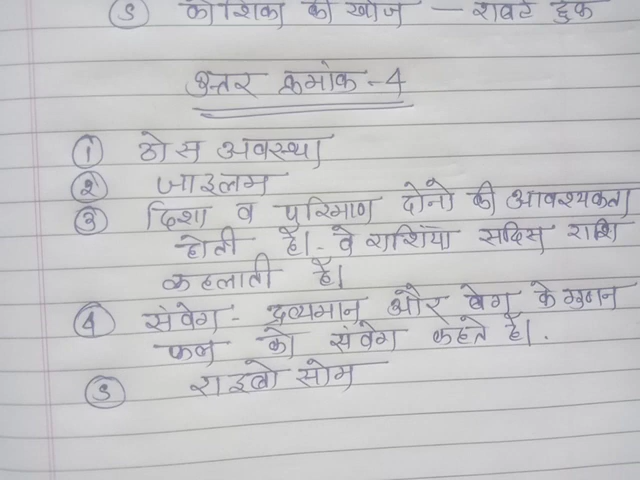 5 कोशिका की खोज - राबर्ट हुक
उत्तर क्रमांक - 4
1 ठोस अवस्था
2 जाइलम
3 दिशा व परिमाण दोनो की आवश्यकता
होती है। - वे राशियां सदिस राशि
कहलाती है।
4 संवेग - द्रव्यमान और वेग के गुणन
फल को संवेग कहते है।.
5 राइबो सोम